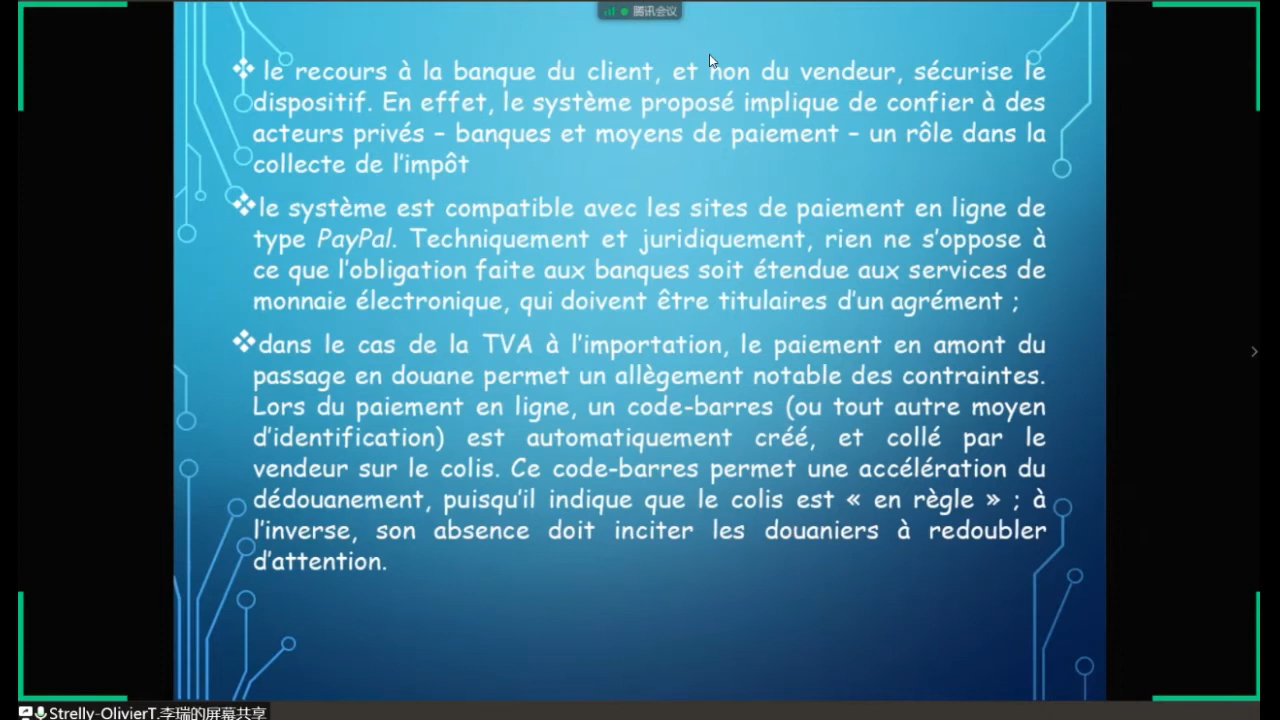 腾讯会议
❖ le recours à la banque du client, et non du vendeur, sécurise le
dispositif. En effet, le système proposé implique de confier à des
acteurs privés – banques et moyens de paiement – un rôle dans la
collecte de l'impôt
❖le système est compatible avec les sites de paiement en ligne de
type PayPal. Techniquement et juridiquement, rien ne s'oppose à
ce que l'obligation faite aux banques soit étendue aux services de
monnaie électronique, qui doivent être titulaires d'un agrément ;
❖dans le cas de la TVA à l'importation, le paiement en amont du
passage en douane permet un allègement notable des contraintes.
Lors du paiement en ligne, un code-barres (ou tout autre moyen
d'identification) est automatiquement créé, et collé par le
vendeur sur le colis. Ce code-barres permet une accélération du
dédouanement, puisqu'il indique que le colis est « en règle » ; à
l'inverse, son absence doit inciter les douaniers à redoubler
d'attention.
Strelly-OlivierT.李瑞的屏幕共享